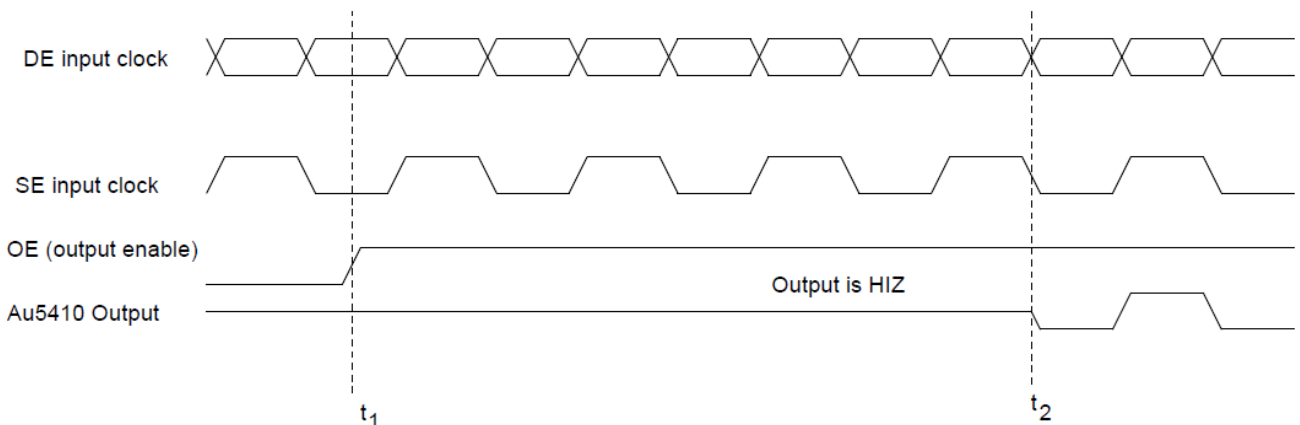 DE input clock
SE input clock
OE (output enable)
Output is HIZ
Au5410 Output
t1
t2